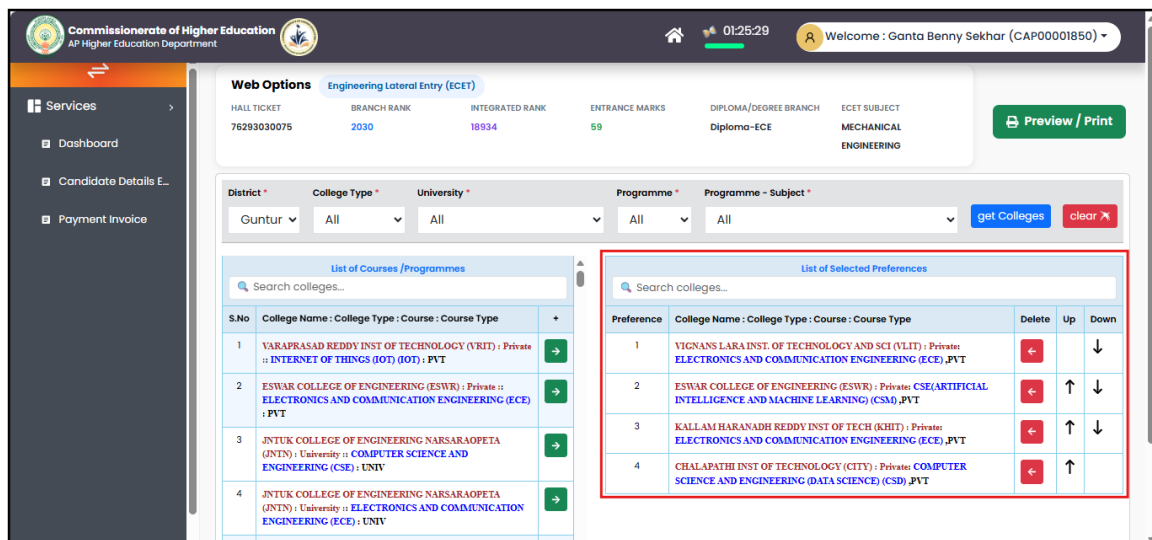 Commissionerate of Higher Education
AP Higher Education Department
01:25:29
A
Welcome : Ganta Benny Sekhar (CAP00001850)
Services
Dashboard
Candidate Details E...
Payment Invoice
Web Options
Engineering Lateral Entry (ECET)
HALL TICKET BRANCH RANK INTEGRATED RANK ENTRANCE MARKS DIPLOMA/DEGREE BRANCH ECET SUBJECT
76293030075 2030 18934 59 Diploma-ECE MECHANICAL
ENGINEERING
Preview / Print
District * College Type * University * Programme * Programme - Subject *
Guntur All All All All get Colleges clear
List of Courses /Programmes
Search colleges...
S.No College Name : College Type : Course : Course Type +
1 VARAPRASAD REDDY INST OF TECHNOLOGY (VRIT) : Private
:: INTERNET OF THINGS (IOT) (IOT) : PVT
2 ESWAR COLLEGE OF ENGINEERING (ESWR) : Private ::
ELECTRONICS AND COMMUNICATION ENGINEERING (ECE)
: PVT
3 JNTUK COLLEGE OF ENGINEERING NARSARAOPETA
(JNTN) : University :: COMPUTER SCIENCE AND
ENGINEERING (CSE) : UNIV
4 JNTUK COLLEGE OF ENGINEERING NARSARAOPETA
(JNTN) : University :: ELECTRONICS AND COMMUNICATION
ENGINEERING (ECE) : UNIV
List of Selected Preferences
Search colleges...
Preference College Name : College Type : Course : Course Type Delete Up Down
1 VIGNANS LARA INST. OF TECHNOLOGY AND SCI (VLIT) : Private:
ELECTRONICS AND COMMUNICATION ENGINEERING (ECE) ,PVT
2 ESWAR COLLEGE OF ENGINEERING (ESWR) : Private: CSE(ARTIFICIAL
INTELLIGENCE AND MACHINE LEARNING) (CSM) ,PVT
3 KALLAM HARANADH REDDY INST OF TECH (KHIT) : Private:
ELECTRONICS AND COMMUNICATION ENGINEERING (ECE) ,PVT
4 CHALAPATHI INST OF TECHNOLOGY (CITY) : Private: COMPUTER
SCIENCE AND ENGINEERING (DATA SCIENCE) (CSD) ,PVT